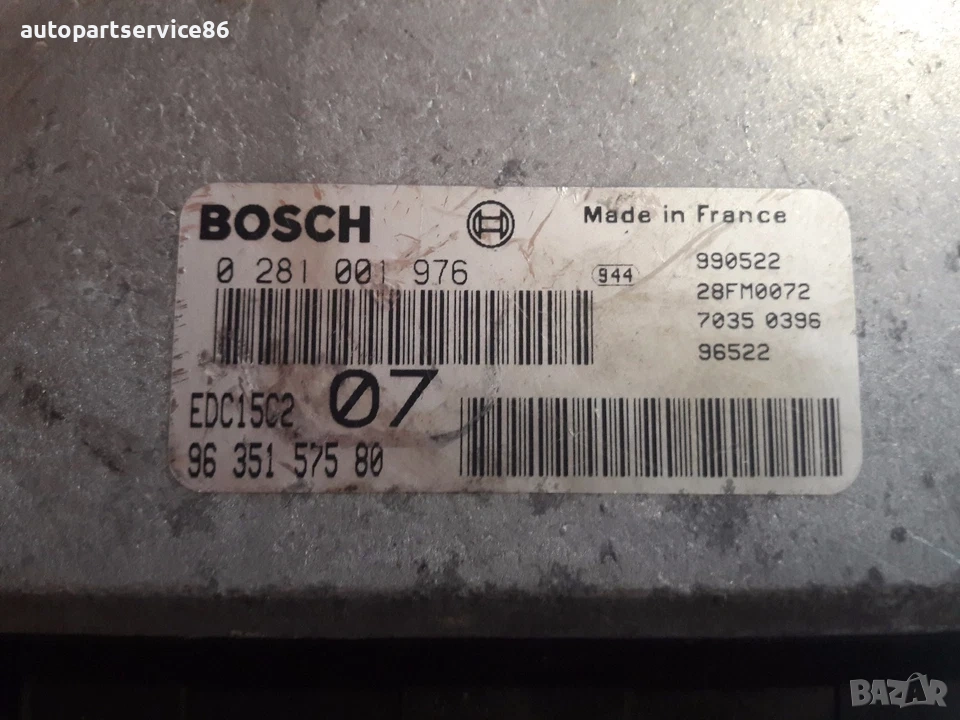 autopartservice86
BOSCH
Made in France
0 281 001 976
944
990522
28FM0072
7035 0396
96522
EDC15C2
07
96 351 575 80
BAZAR